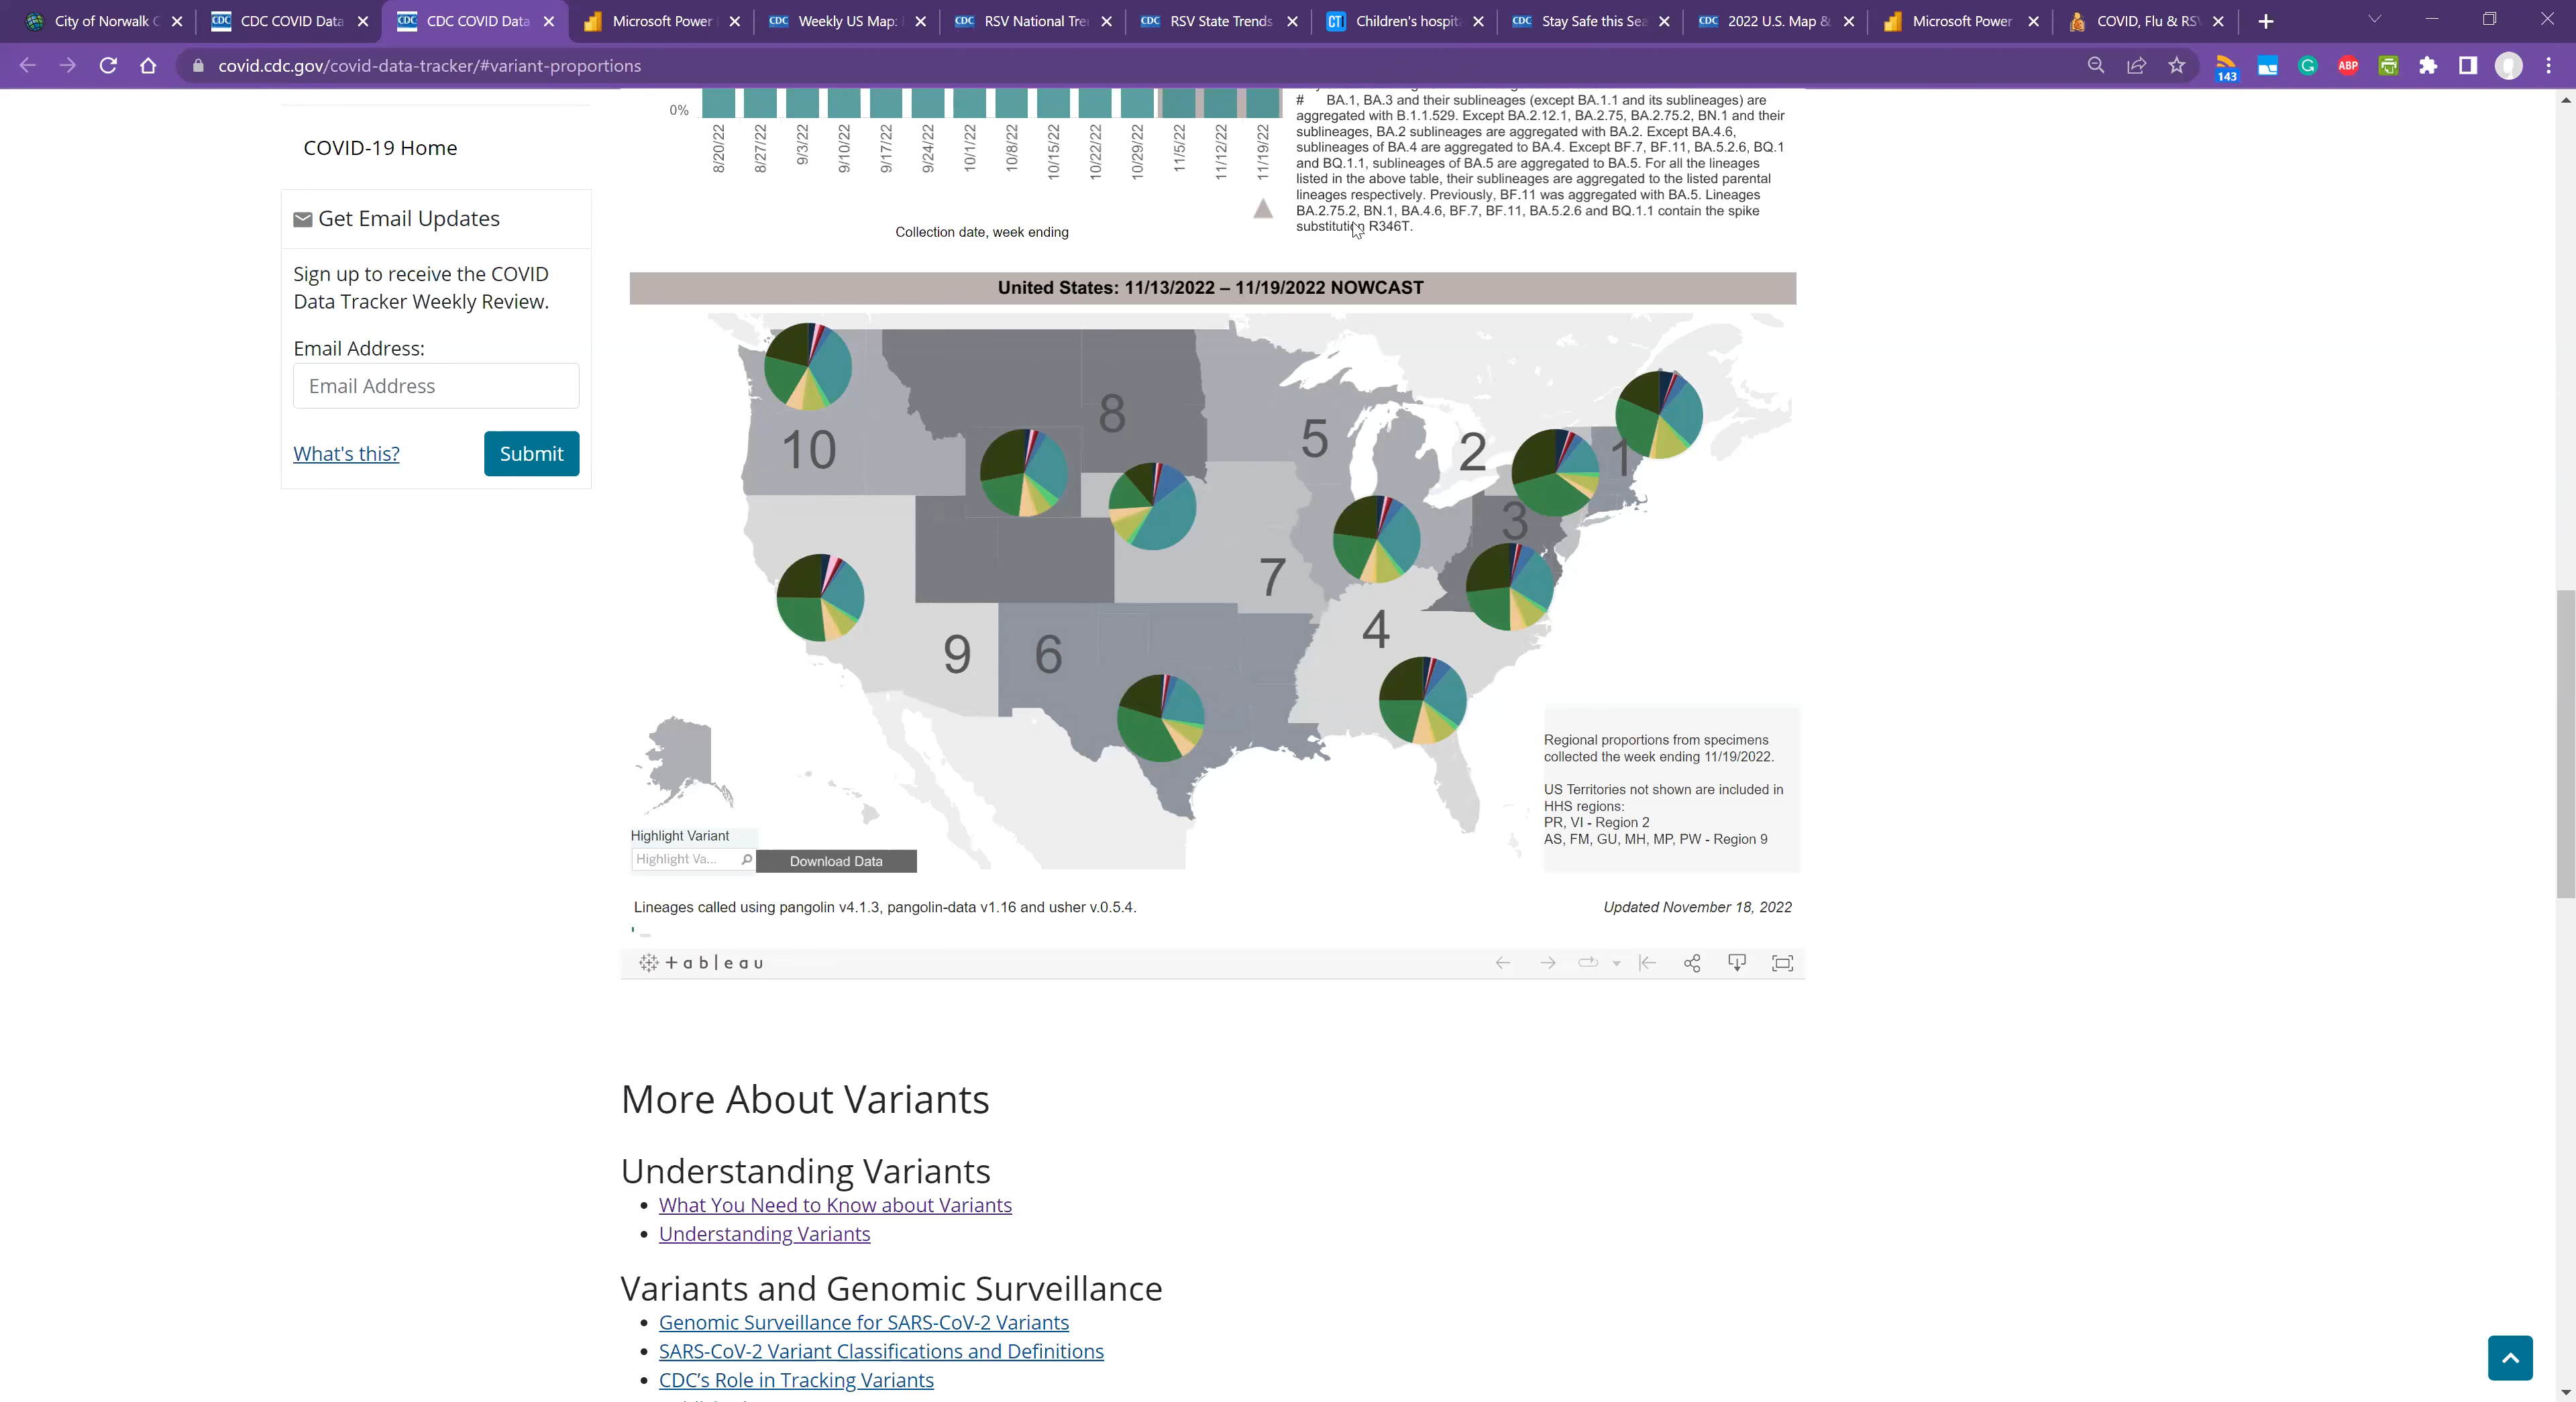 City of Norwalk C
CDC COVID Data
CDC COVID Data
Microsoft Power
CDC Weekly US Map:
CDC RSV National Tre
CDC RSV State Trends
CT Children's hospit
CDC Stay Safe this Sea
CDC 2022 U.S. Map &
Microsoft Power
COVID, Flu & RSV
covid.cdc.gov/covid-data-tracker/#variant-proportions
143
ABP
COVID-19 Home
Get Email Updates
Sign up to receive the COVID
Data Tracker Weekly Review.
Email Address:
Email Address
What's this?
Submit
0%
8/20/22
8/27/22
9/3/22
9/10/22
9/17/22
9/24/22
10/1/22
10/8/22
10/15/22
10/22/22
10/29/22
11/5/22
11/12/22
11/19/22
Collection date, week ending
# BA.1, BA.3 and their sublineages (except BA.1.1 and its sublineages) are
aggregated with B.1.1.529. Except BA.2.12.1, BA.2.75, BA.2.75.2, BN.1 and their
sublineages, BA.2 sublineages are aggregated with BA.2. Except BA.4.6,
sublineages of BA.4 are aggregated to BA.4. Except BF.7, BF.11, BA.5.2.6, BQ.1
and BQ.1.1, sublineages of BA.5 are aggregated to BA.5. For all the lineages
listed in the above table, their sublineages are aggregated to the listed parental
lineages respectively. Previously, BF.11 was aggregated with BA.5. Lineages
BA.2.75.2, BN.1, BA.4.6, BF.7, BF.11, BA.5.2.6 and BQ.1.1 contain the spike
substitution R346T.
United States: 11/13/2022 – 11/19/2022 NOWCAST
10
8
5
2
1
3
7
4
9
6
Regional proportions from specimens
collected the week ending 11/19/2022.
US Territories not shown are included in
HHS regions:
PR, VI - Region 2
AS, FM, GU, MH, MP, PW - Region 9
Highlight Variant
Highlight Va...
Download Data
Lineages called using pangolin v4.1.3, pangolin-data v1.16 and usher v.0.5.4.
Updated November 18, 2022
+ableau
More About Variants
Understanding Variants
What You Need to Know about Variants
Understanding Variants
Variants and Genomic Surveillance
Genomic Surveillance for SARS-CoV-2 Variants
SARS-CoV-2 Variant Classifications and Definitions
CDC's Role in Tracking Variants